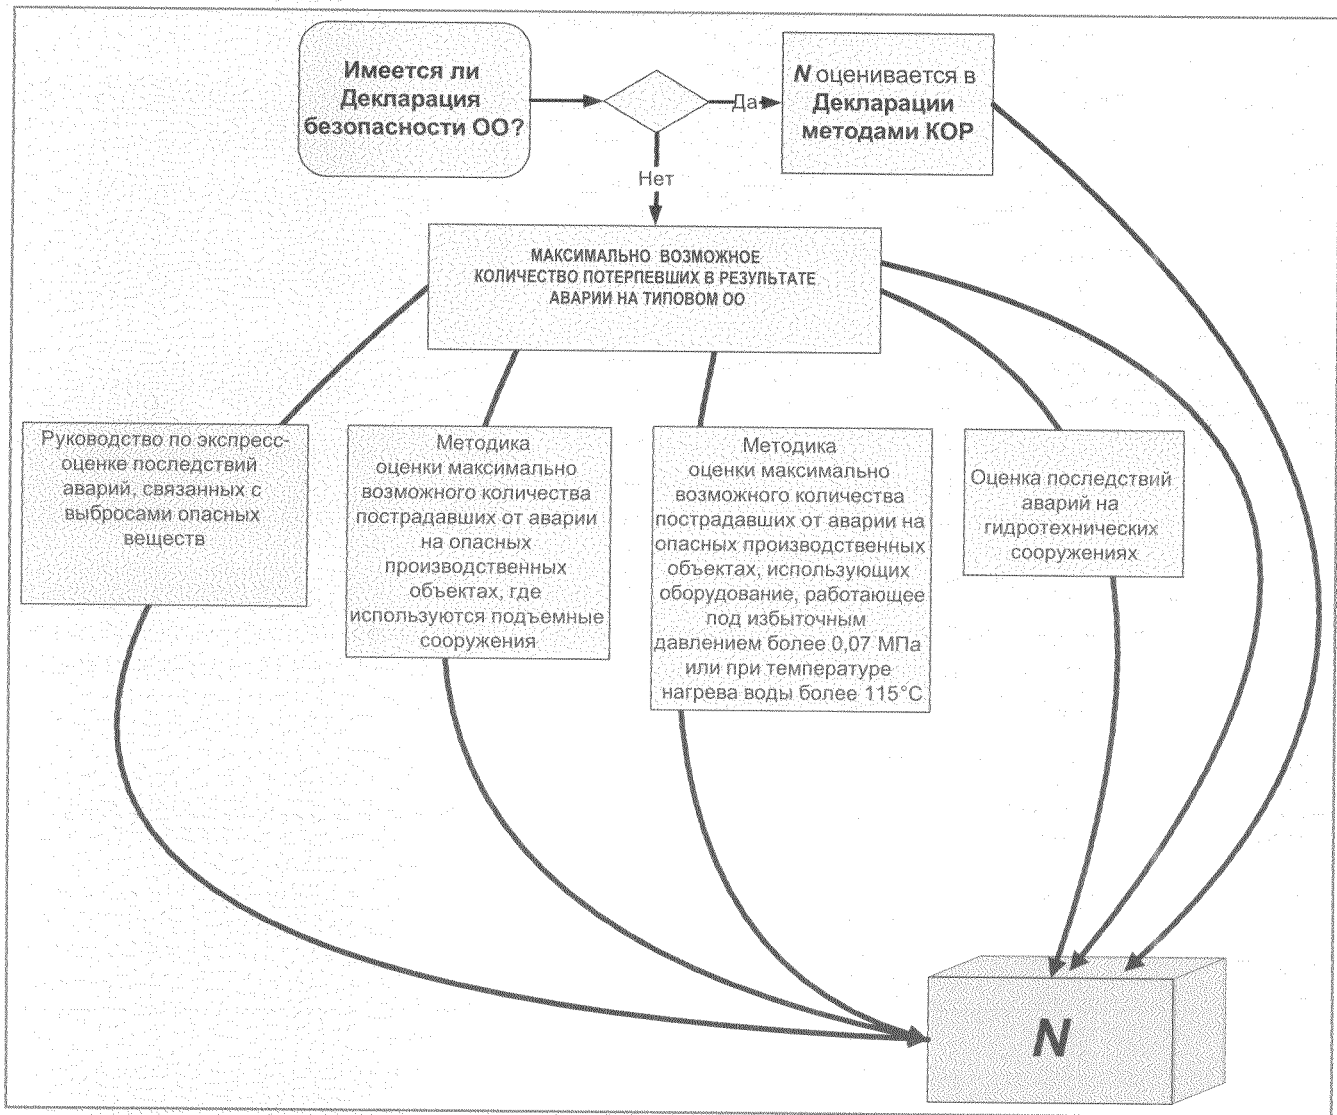 Имеется ли
Декларация
безопасности ОО?
Да
N оценивается в
Декларации
методами КОР
Нет
МАКСИМАЛЬНО ВОЗМОЖНОЕ
КОЛИЧЕСТВО ПОТЕРПЕВШИХ В РЕЗУЛЬТАТЕ
АВАРИИ НА ТИПОВОМ ОО
Руководство по экспресс-
оценке последствий
аварий, связанных с
выбросами опасных
веществ
Методика
оценки максимально
возможного количества
пострадавших от аварии
на опасных
производственных
объектах, где
используются подъемные
сооружения
Методика
оценки максимально
возможного количества
пострадавших от аварии на
опасных производственных
объектах, использующих
оборудование, работающее
под избыточным
давлением более 0,07 МПа
или при температуре
нагрева воды более 115°С
Оценка последствий
аварий на
гидротехнических
сооружениях
N